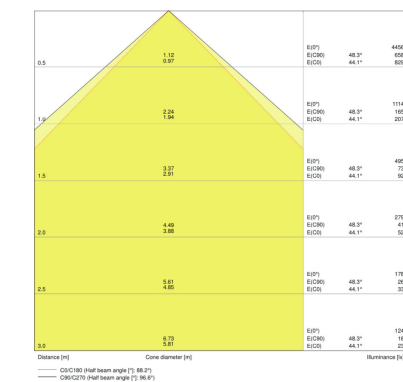 E(0°) 4456
1.12 E(C90) 48.3° 656
0.5 0.97 E(C0) 44.1° 829
E(0°) 1114
2.24 E(C90) 48.3° 165
1.0 1.94 E(C0) 44.1° 207
E(0°) 495
3.37 E(C90) 48.3° 73
1.5 2.91 E(C0) 44.1° 92
E(0°) 279
4.49 E(C90) 48.3° 41
2.0 3.88 E(C0) 44.1° 52
E(0°) 178
5.61 E(C90) 48.3° 26
2.5 4.85 E(C0) 44.1° 33
E(0°) 124
6.73 E(C90) 48.3° 18
3.0 5.81 E(C0) 44.1° 23
Distance [m] Cone diameter [m] Illuminance [lx]
C0/C180 (Half beam angle [°]: 88.2°)
C90/C270 (Half beam angle [°]: 96.6°)